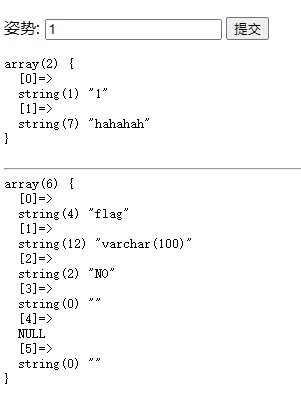 姿势: 1 提交
array(2) {
  [0]=>
  string(1) "1"
  [1]=>
  string(7) "hahahah"
}
array(6) {
  [0]=>
  string(4) "flag"
  [1]=>
  string(12) "varchar(100)"
  [2]=>
  string(2) "NO"
  [3]=>
  string(0) ""
  [4]=>
  NULL
  [5]=>
  string(0) ""
}